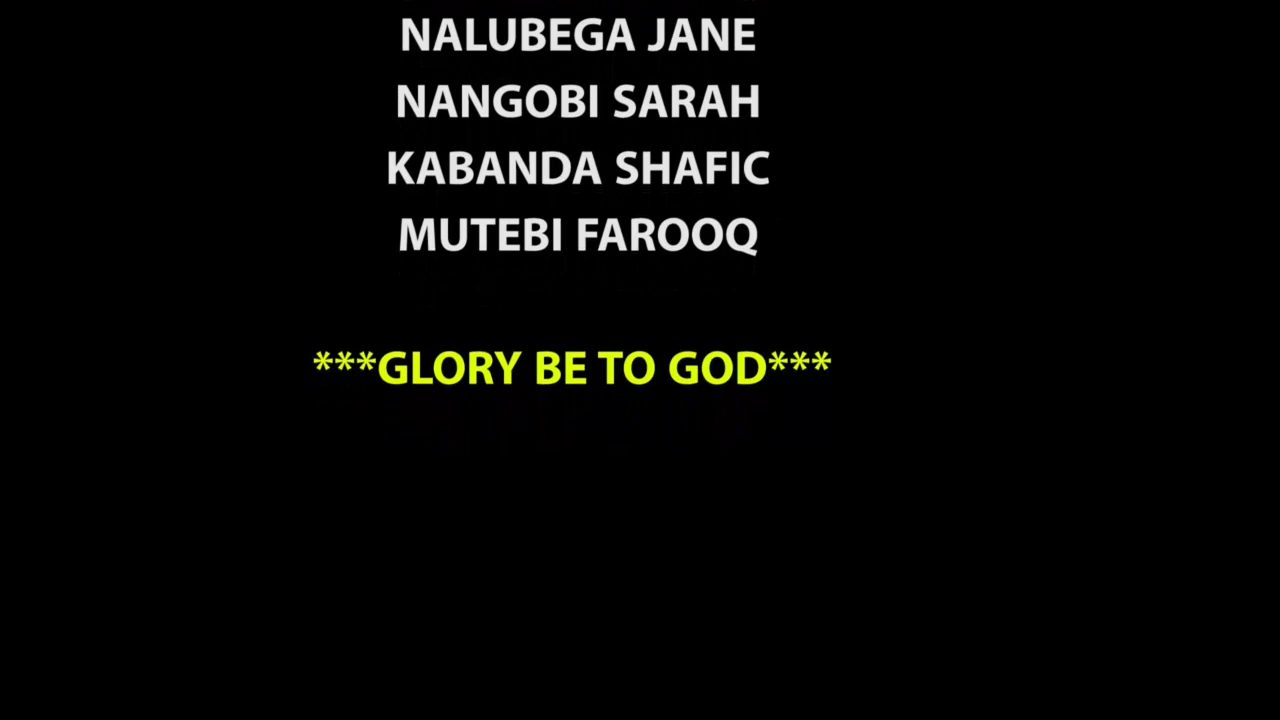 NALUBEGA JANE
NANGOBI SARAH
KABANDA SHAFIC
MUTEBI FAROOQ
***GLORY BE TO GOD***